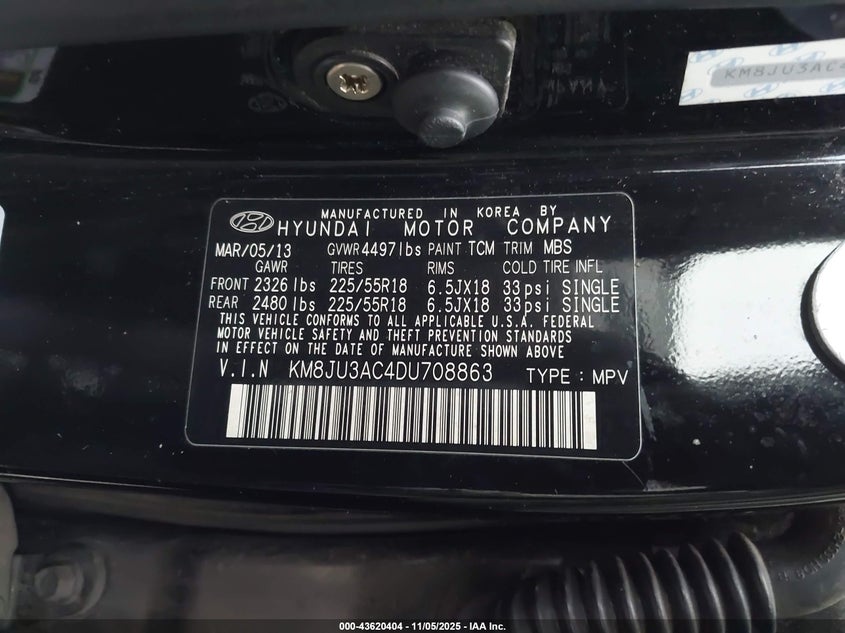 KM8JU3AC4
MANUFACTURED IN KOREA BY
HYUNDAI MOTOR COMPANY
MAR/05/13 GVWR 4497 lbs PAINT TCM TRIM MBS
GAWR TIRES RIMS COLD TIRE INFL
FRONT 2326 lbs 225/55R18 6.5JX18 33psi SINGLE
REAR 2480 lbs 225/55R18 6.5JX18 33psi SINGLE
THIS VEHICLE CONFORMS TO ALL APPLICABLE U.S.A. FEDERAL
MOTOR VEHICLE SAFETY AND THEFT PREVENTION STANDARDS
IN EFFECT ON THE DATE OF MANUFACTURE SHOWN ABOVE
V.I.N KM8JU3AC4DU708863 TYPE : MPV
000-43620404 - 11/05/2025 - IAA Inc.